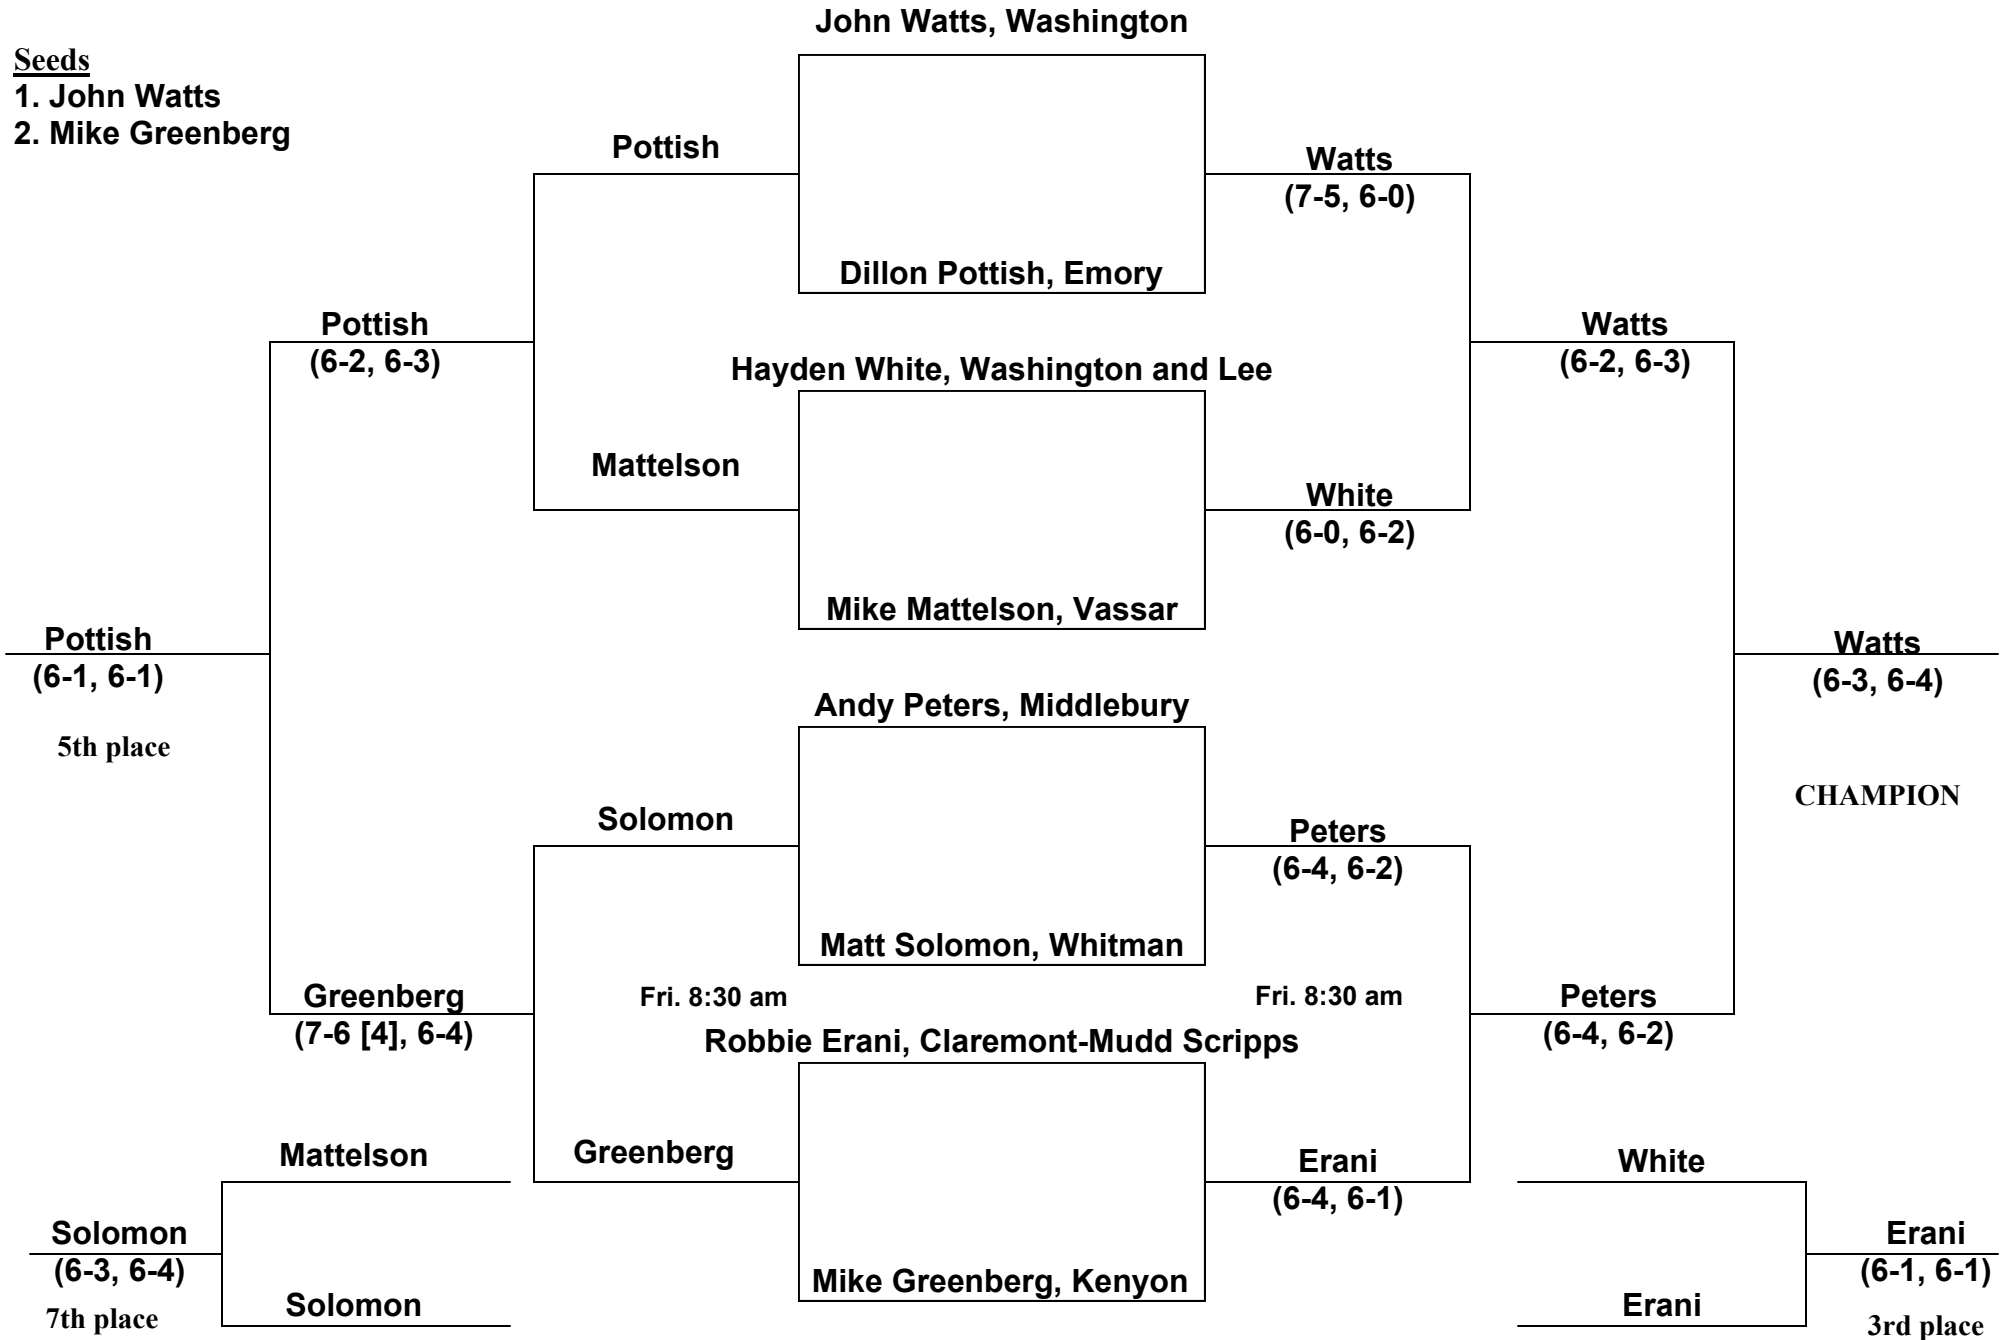 John Watts, Washington
Seeds
1. John Watts
2. Mike Greenberg
Pottish
Watts
(7-5, 6-0)
Dillon Pottish, Emory
Pottish
(6-2, 6-3)
Watts
(6-2, 6-3)
Hayden White, Washington and Lee
Mattelson
White
(6-0, 6-2)
Mike Mattelson, Vassar
Pottish
(6-1, 6-1)
5th place
Watts
(6-3, 6-4)
CHAMPION
Andy Peters, Middlebury
Solomon
Peters
(6-4, 6-2)
Matt Solomon, Whitman
Greenberg
(7-6 [4], 6-4)
Fri. 8:30 am
Fri. 8:30 am
Peters
(6-4, 6-2)
Robbie Erani, Claremont-Mudd Scripps
Greenberg
Erani
(6-4, 6-1)
Mike Greenberg, Kenyon
Mattelson
Solomon
(6-3, 6-4)
7th place
Solomon
White
Erani
(6-1, 6-1)
3rd place
Erani